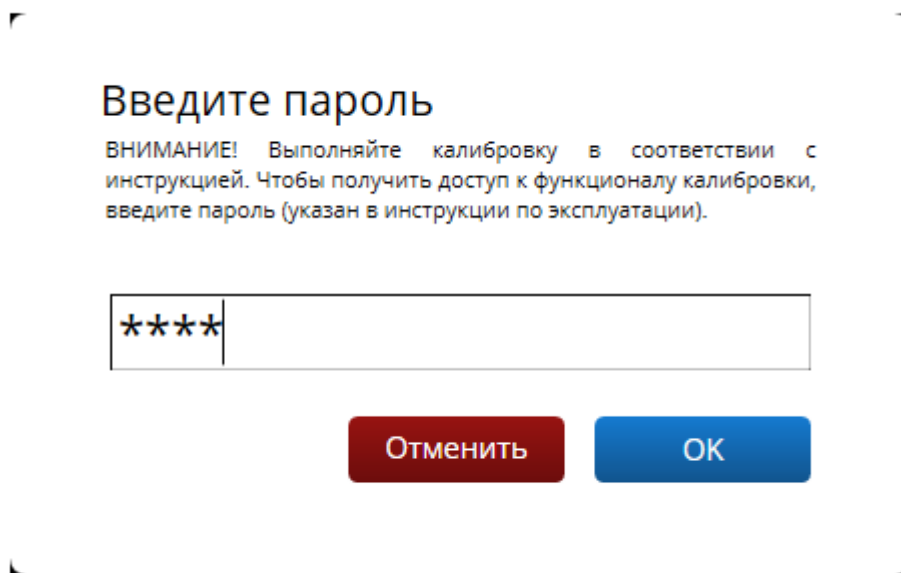 Введите пароль
ВНИМАНИЕ! Выполняйте калибровку в соответствии с
инструкцией. Чтобы получить доступ к функционалу калибровки,
введите пароль (указан в инструкции по эксплуатации).
****
Отменить OK